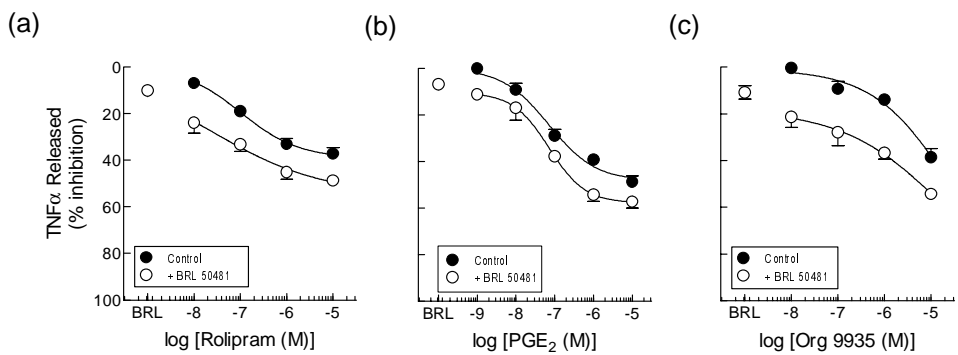 (a)
(b)
(c)
TNFα Released
(% inhibition)
0
20
40
60
80
100
Control
+ BRL 50481
BRL -8 -7 -6 -5
log [Rolipram (M)]
Control
+ BRL 50481
BRL -9 -8 -7 -6 -5
log [PGE₂ (M)]
Control
+ BRL 50481
BRL -8 -7 -6 -5
log [Org 9935 (M)]